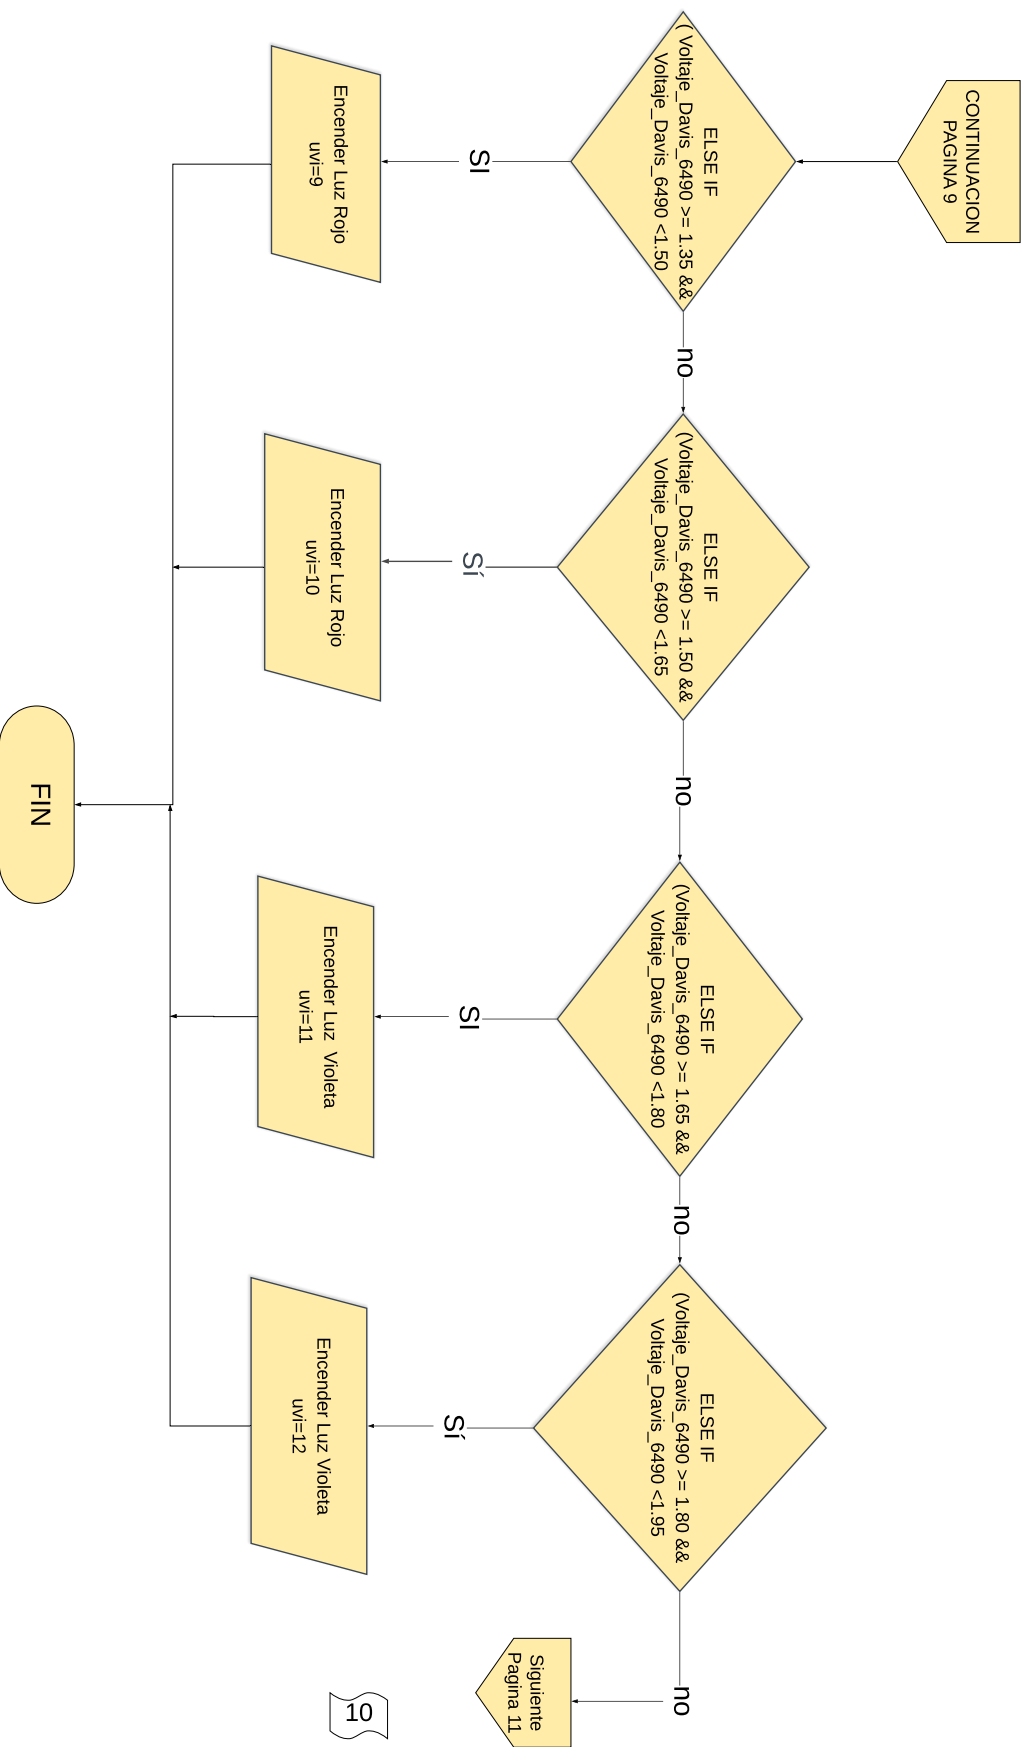 CONTINUACION
PAGINA 9
ELSE IF
( Voltaje_Davis_6490 >= 1.35 &&
Voltaje_Davis_6490 <1.50
no
ELSE IF
(Voltaje_Davis_6490 >= 1.50 &&
Voltaje_Davis_6490 <1.65
no
ELSE IF
(Voltaje_Davis_6490 >= 1.65 &&
Voltaje_Davis_6490 <1.80
no
ELSE IF
(Voltaje_Davis_6490 >= 1.80 &&
Voltaje_Davis_6490 <1.95
no
SI
Sí
SI
Sí
Siguiente
Pagina 11
Encender Luz Rojo
uvi=9
Encender Luz Rojo
uvi=10
Encender Luz Violeta
uvi=11
Encender Luz Violeta
uvi=12
10
FIN